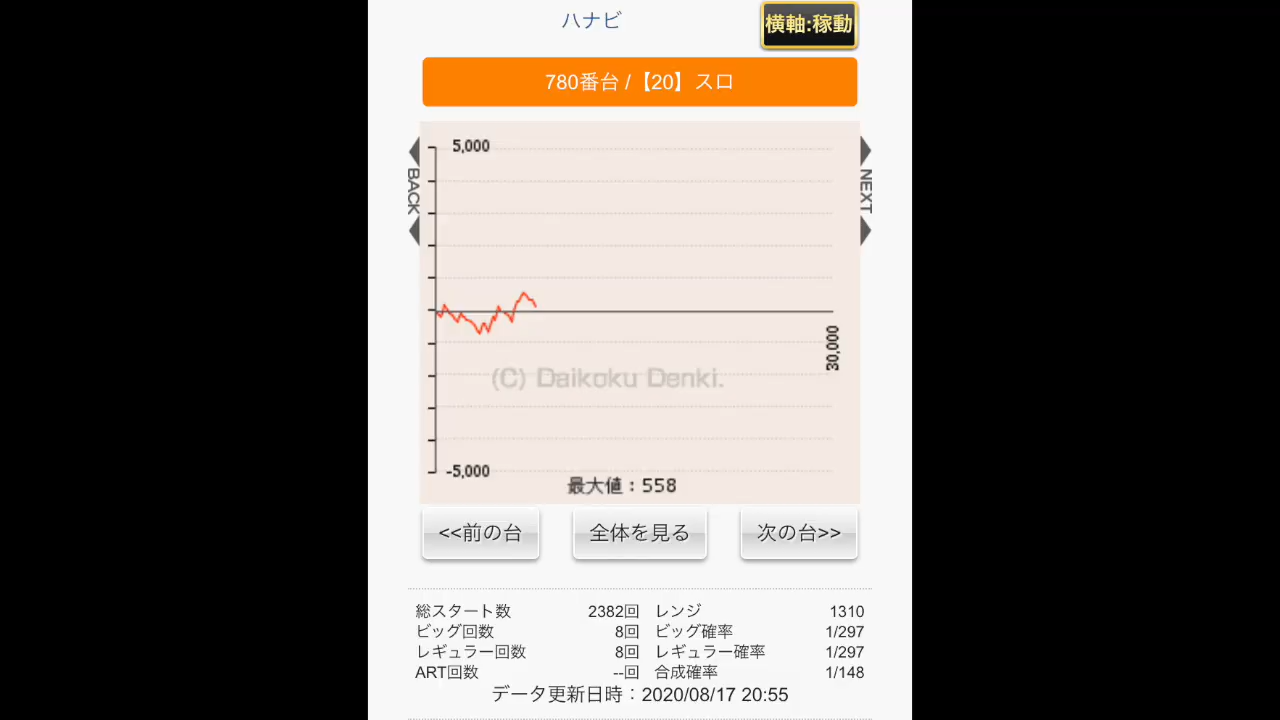 ハナビ
横軸:稼動
780番台 /【20】スロ
5,000
BACK
NEXT
30,000
(C) Daikoku Denki.
-5,000
最大値：558
<<前の台 全体を見る 次の台>>
総スタート数 2382回 レンジ 1310
ビッグ回数 8回 ビッグ確率 1/297
レギュラー回数 8回 レギュラー確率 1/297
ART回数 --回 合成確率 1/148
データ更新日時：2020/08/17 20:55